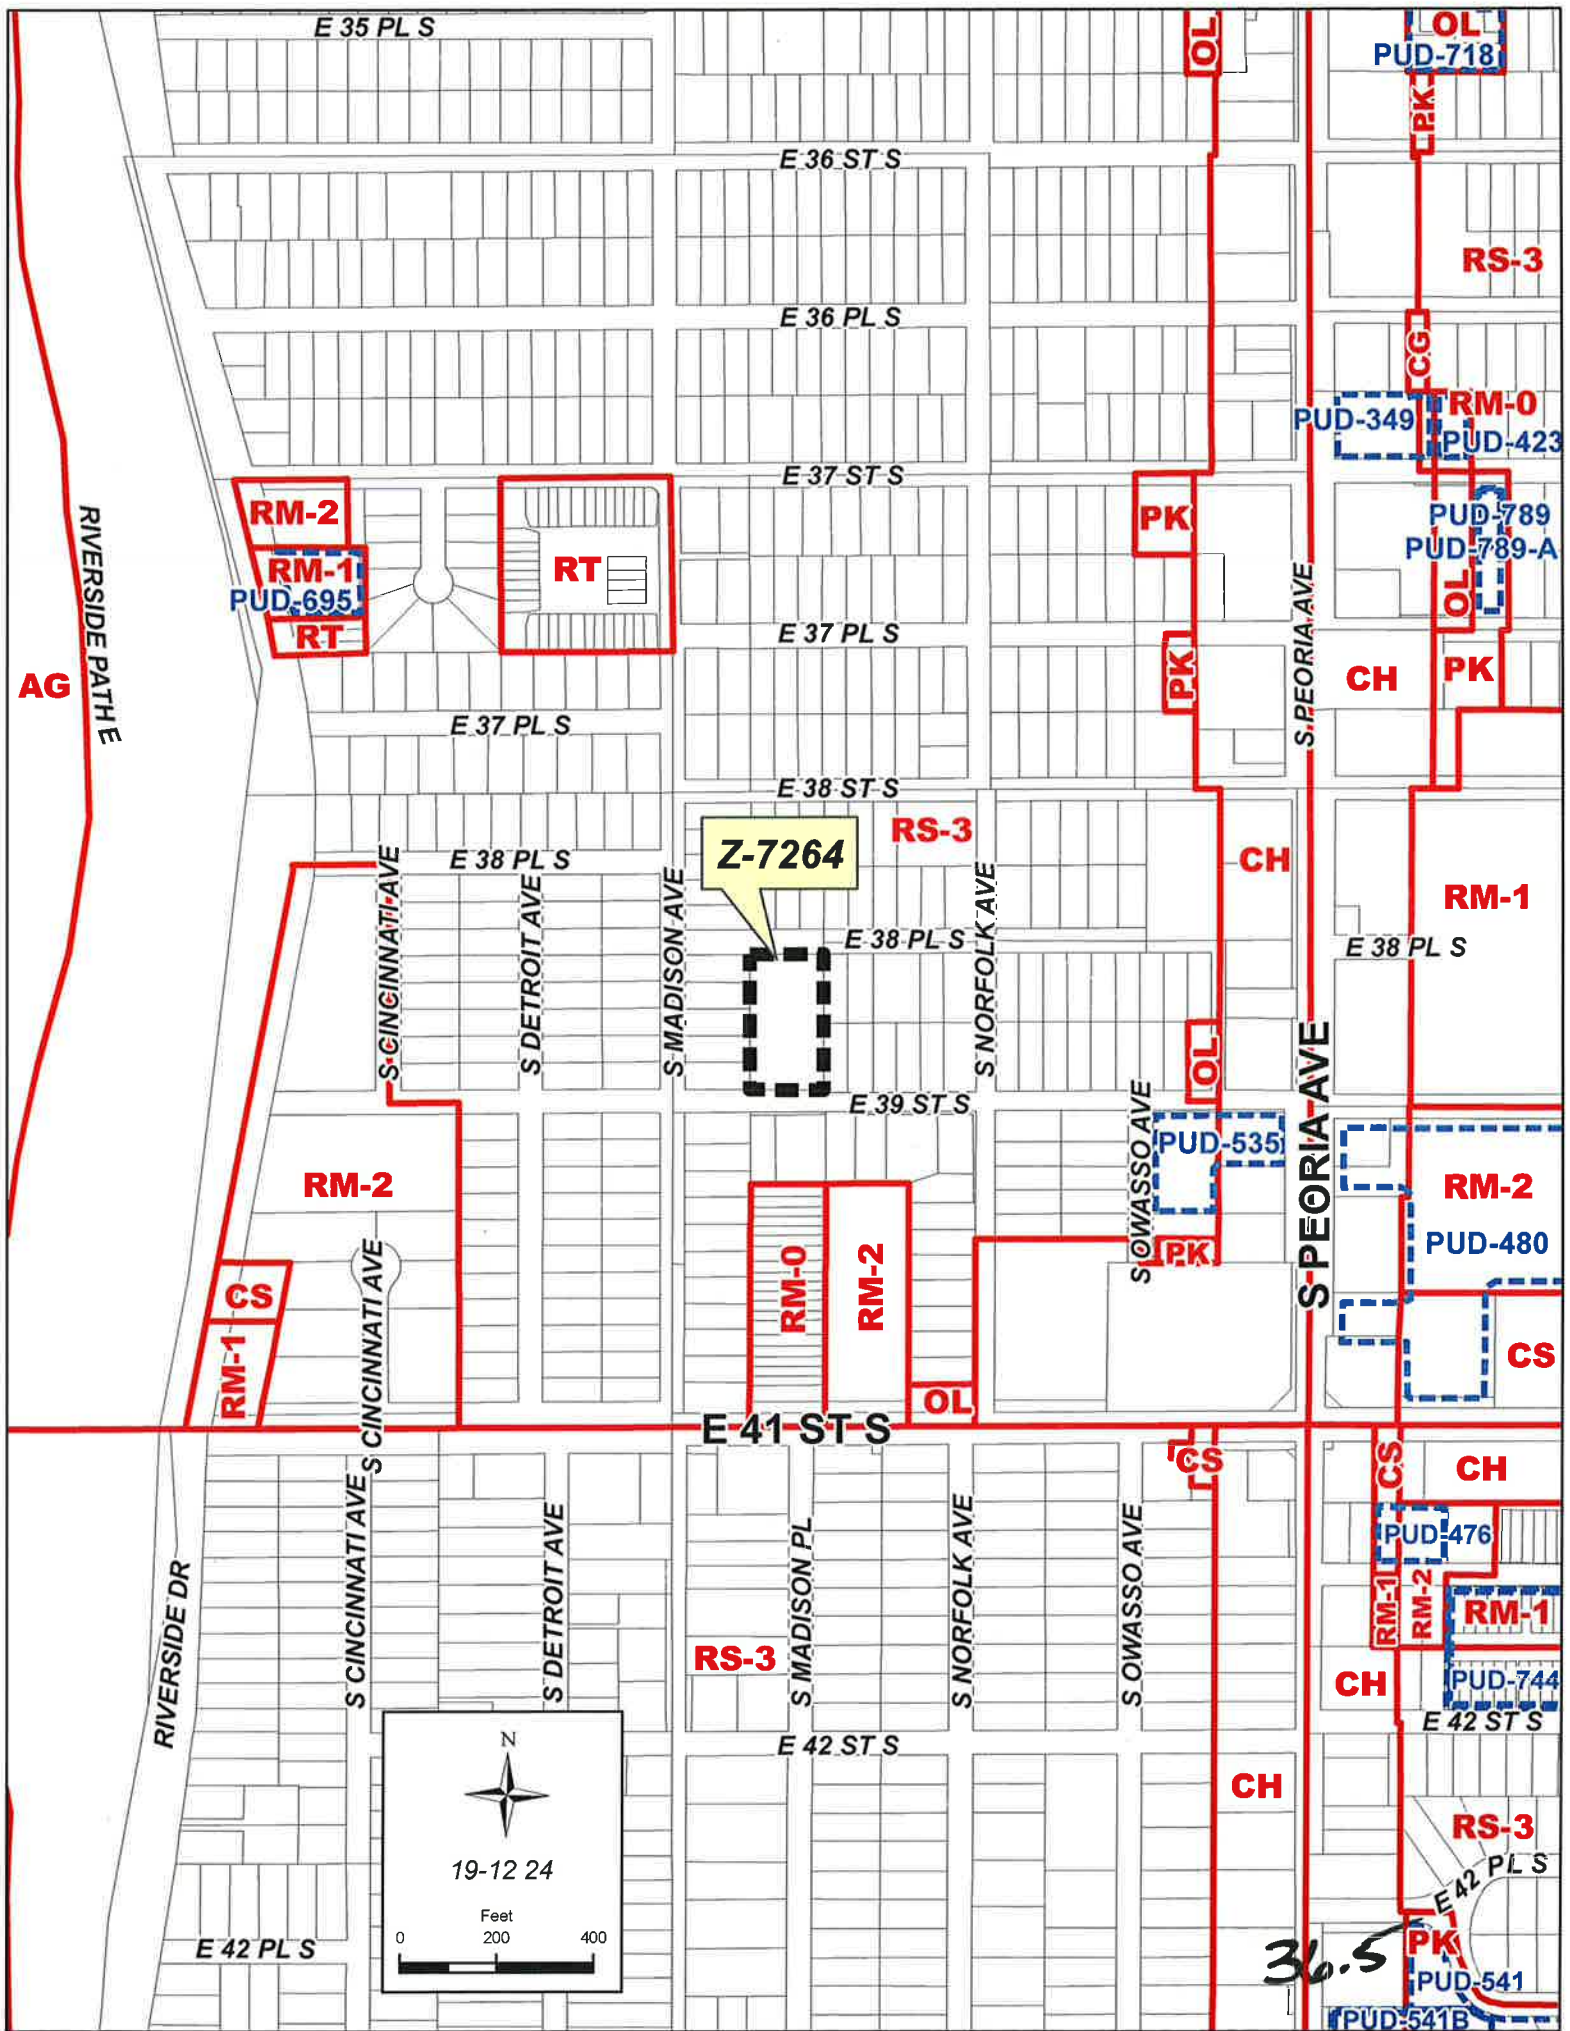 E 35 PL S
OL
OL
PUD-718
PK
E 36 ST S
RS-3
E 36 PL S
CG
RM-0
PUD-349
PUD-423
E 37 ST S
RM-2
PK
PUD-789
PUD-789-A
RM-1
RT
PUD-695
OL
RT
E 37 PL S
RIVERSIDE PATH E
S PEORIA AVE
AG
PK
CH
PK
E 37 PL S
E 38 ST S
RS-3
Z-7264
E 38 PL S
CH
RM-1
S CINCINNATI AVE
S DETROIT AVE
S MADISON AVE
E 38 PL S
S NORFOLK AVE
E 38 PL S
OL
E 39 ST S
S OWASSO AVE
PUD-535
S PEORIA AVE
RM-2
RM-2
PUD-480
PK
CS
S CINCINNATI AVE
RM-0
RM-2
RM-1
CS
OL
E 41 ST S
CS
CS
CH
PUD-476
S CINCINNATI AVE
S DETROIT AVE
S MADISON PL
S NORFOLK AVE
S OWASSO AVE
RM-1
RM-2
RM-1
RIVERSIDE DR
RS-3
CH
PUD-744
E 42 ST S
E 42 ST S
N
CH
RS-3
19-12 24
E 42 PL S
Feet
0 200 400
E 42 PL S
36.5
PK
PUD-541
PUD-541B